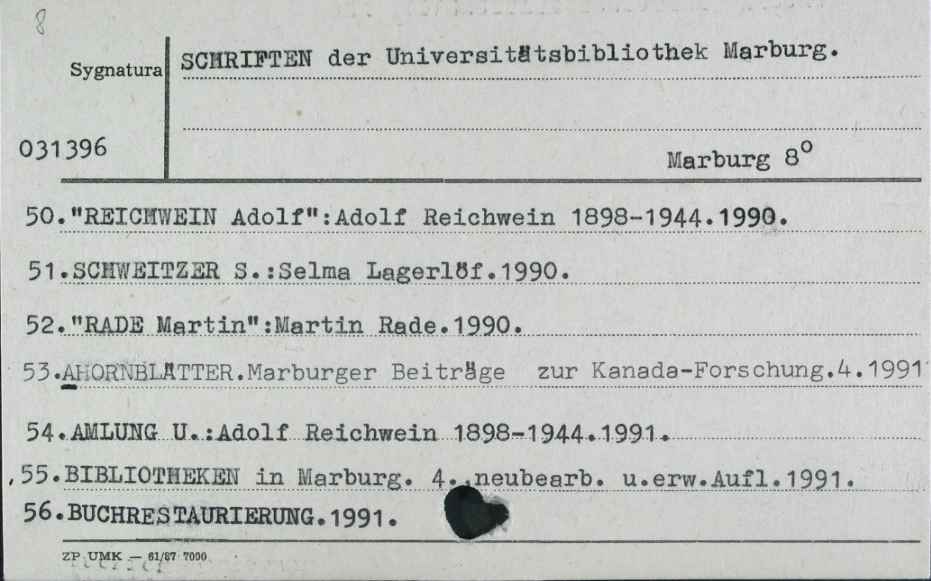 8
Sygnatura
SCHRIFTEN der Universitätsbibliothek Marburg.
031396
Marburg 8°
50."REICHWEIN Adolf":Adolf Reichwein 1898-1944.1990.
51.SCHWEITZER S.:Selma Lagerlöf.1990.
52."RADE Martin":Martin Rade.1990.
53.AHORNBLÄTTER.Marburger Beiträge zur Kanada-Forschung.4.1991
54.AMLUNG U.:Adolf Reichwein 1898-1944.1991.
55.BIBLIOTHEKEN in Marburg. 4. neubearb. u.erw.Aufl.1991.
56.BUCHRESTAURIERUNG.1991.
ZP UMK — 61/87 7000